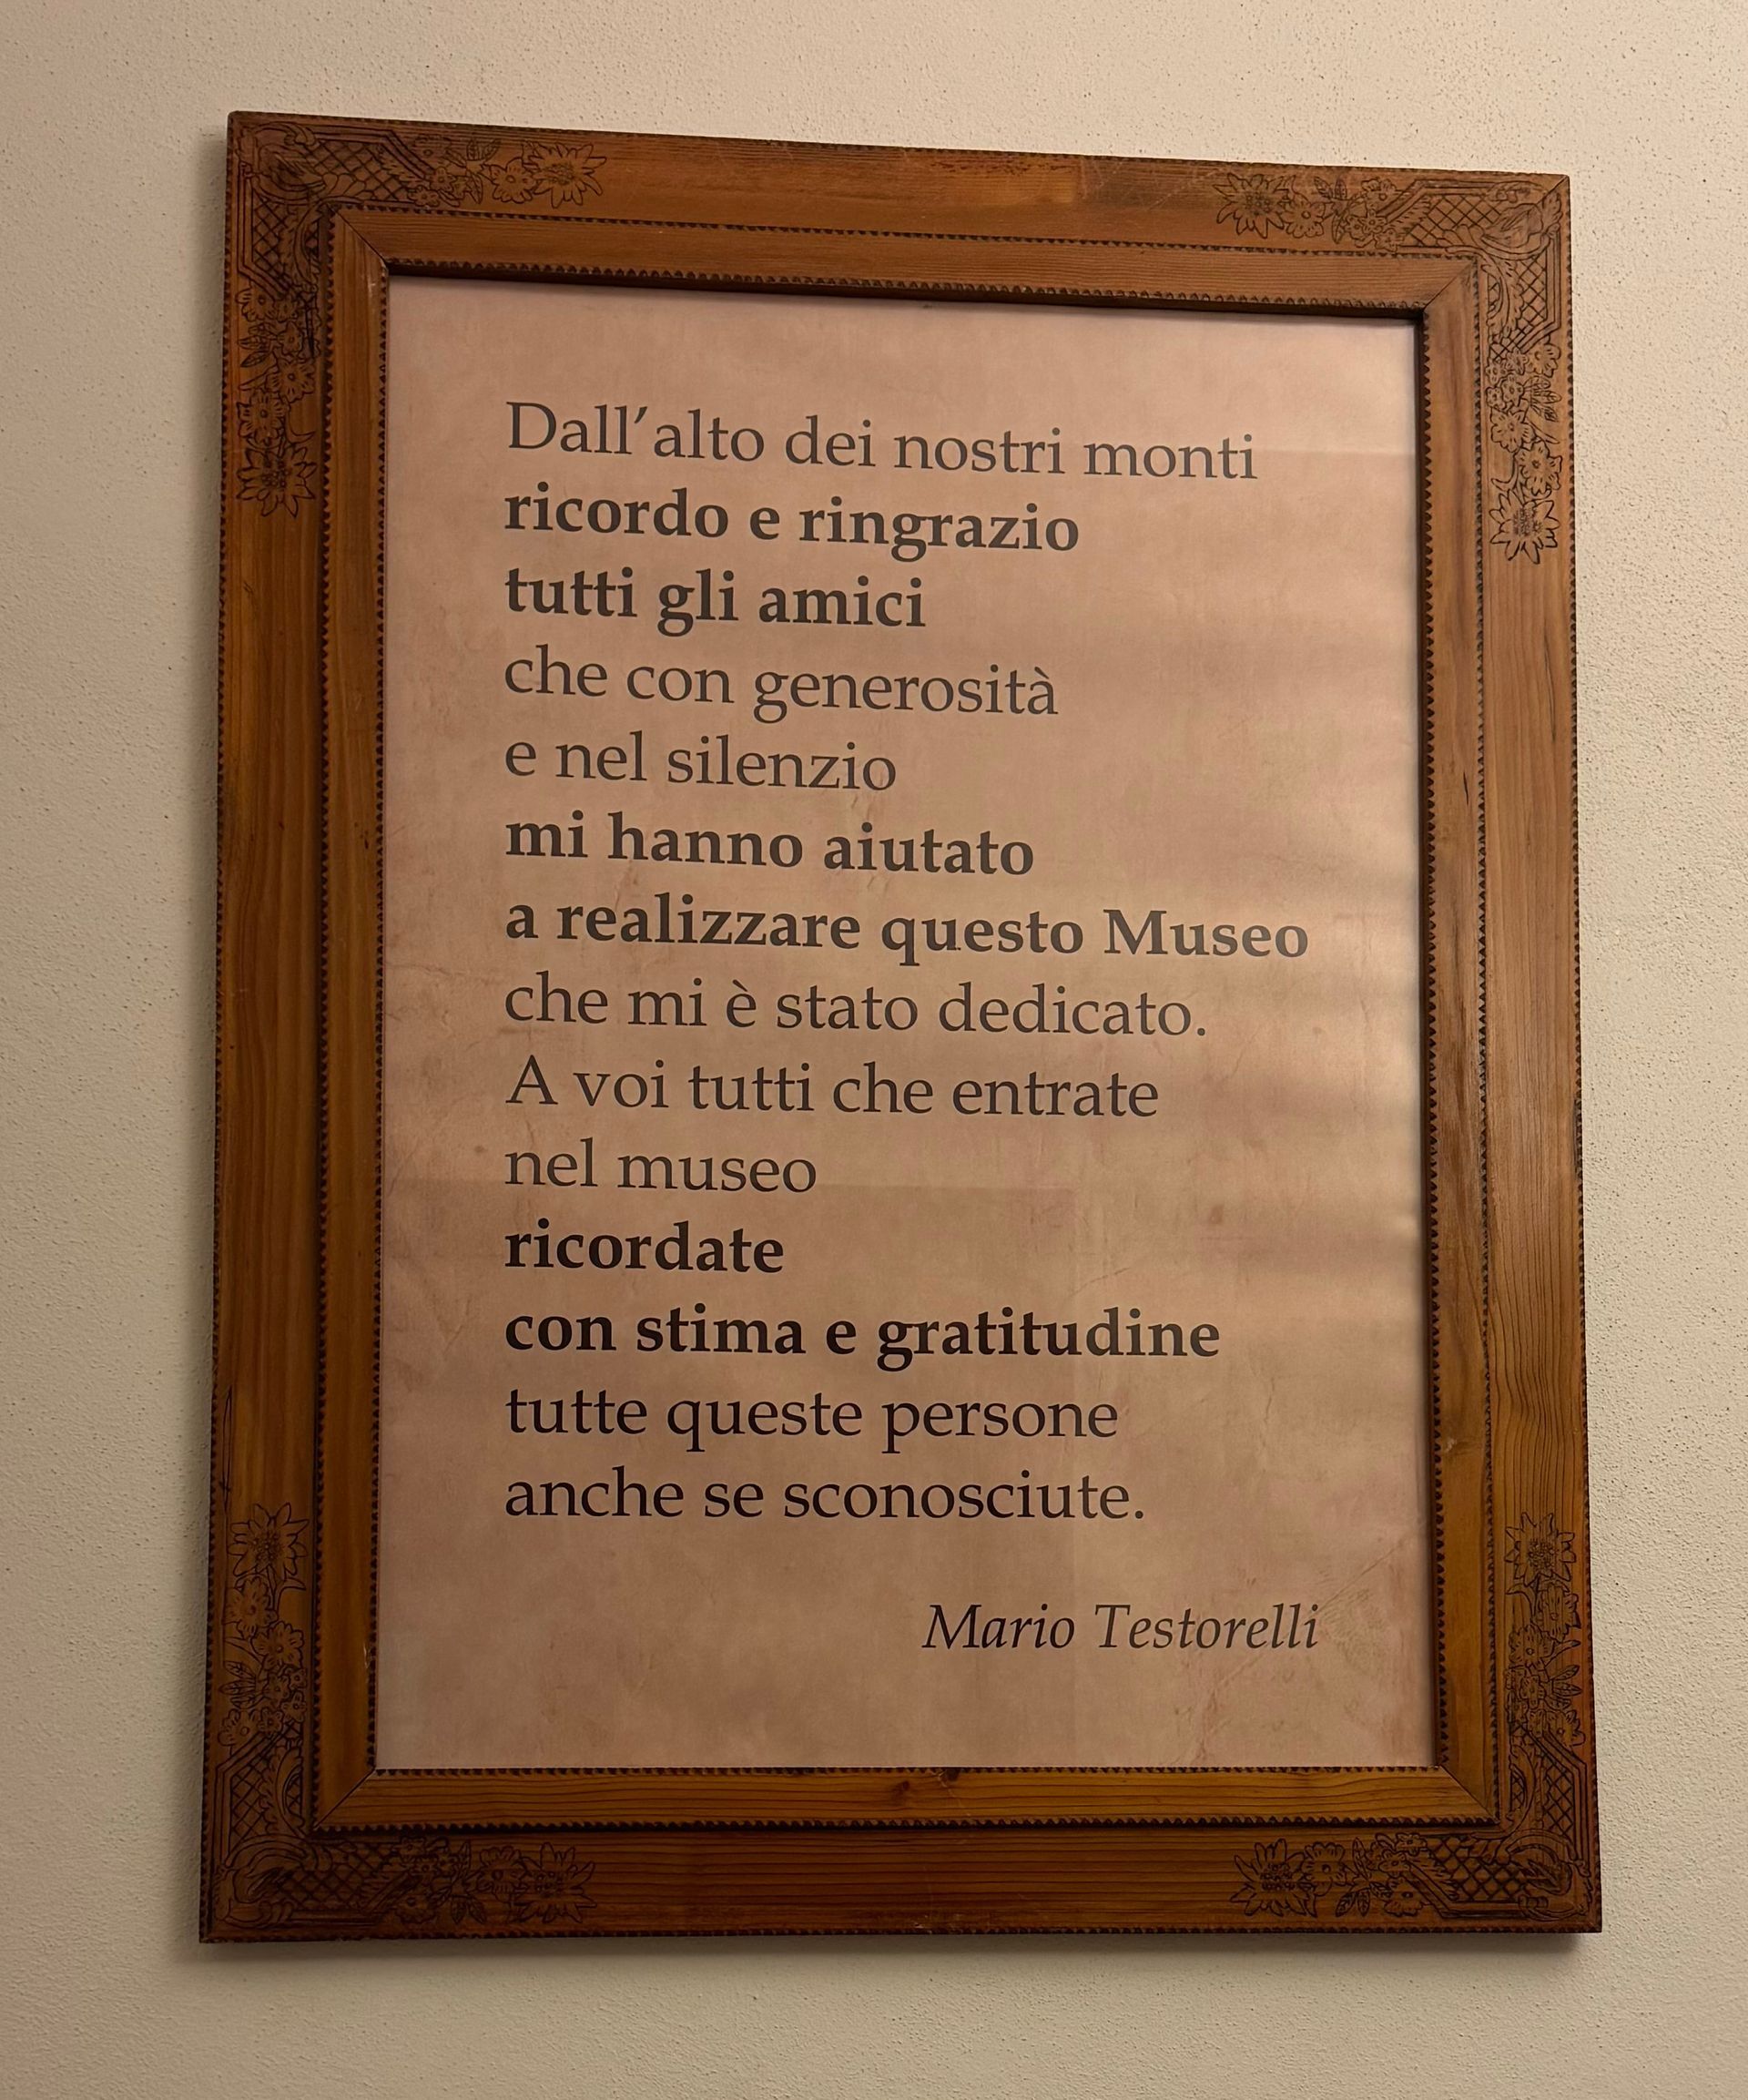 Dall'alto dei nostri monti
ricordo e ringrazio
tutti gli amici
che con generosità
e nel silenzio
mi hanno aiutato
a realizzare questo Museo
che mi è stato dedicato.
A voi tutti che entrate
nel museo
ricordate
con stima e gratitudine
tutte queste persone
anche se sconosciute.
Mario Testorelli